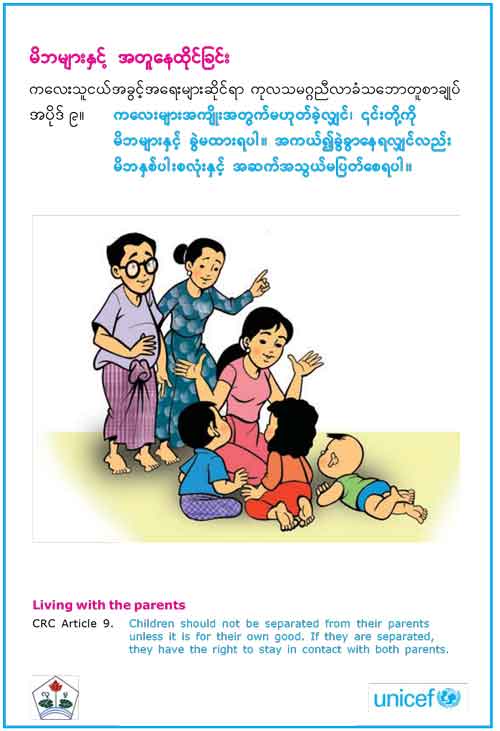 မိဘများနှင့် အတူနေထိုင်ခြင်း
ကလေးသူငယ်အခွင့်အရေးများဆိုင်ရာ ကုလသမဂ္ဂညီလာခံသဘောတူစာချုပ်
အပိုဒ် ၉။ ကလေးများအကျိုးအတွက်မဟုတ်ခဲ့လျှင်၊ ၎င်းတို့ကို
မိဘများနှင့် ခွဲမထားရပါ။ အကယ်၍ခွဲခွာနေရလျှင်လည်း
မိဘနှစ်ပါးစလုံးနှင့် အဆက်အသွယ်မပြတ်စေရပါ။
Living with the parents
CRC Article 9. Children should not be separated from their parents
unless it is for their own good. If they are separated,
they have the right to stay in contact with both parents.
unicef